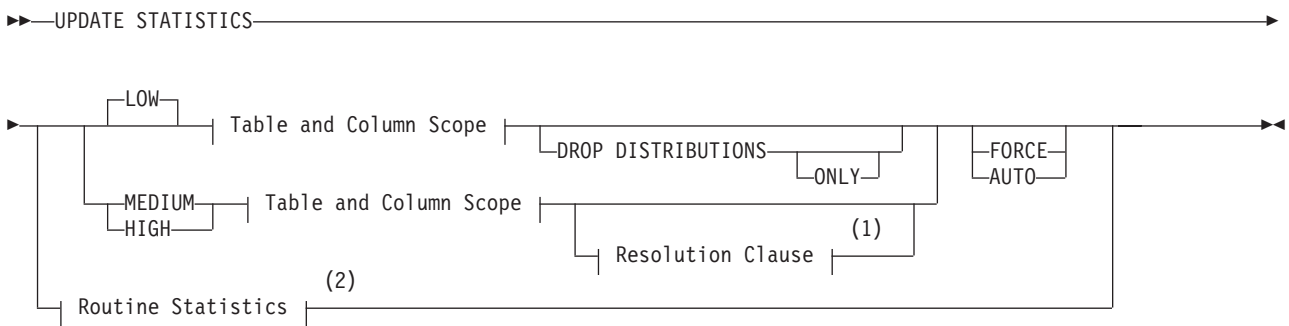 UPDATE STATISTICS
LOW
Table and Column Scope
DROP DISTRIBUTIONS
ONLY
FORCE
AUTO
MEDIUM
HIGH
Table and Column Scope
(1)
Resolution Clause
(2)
Routine Statistics